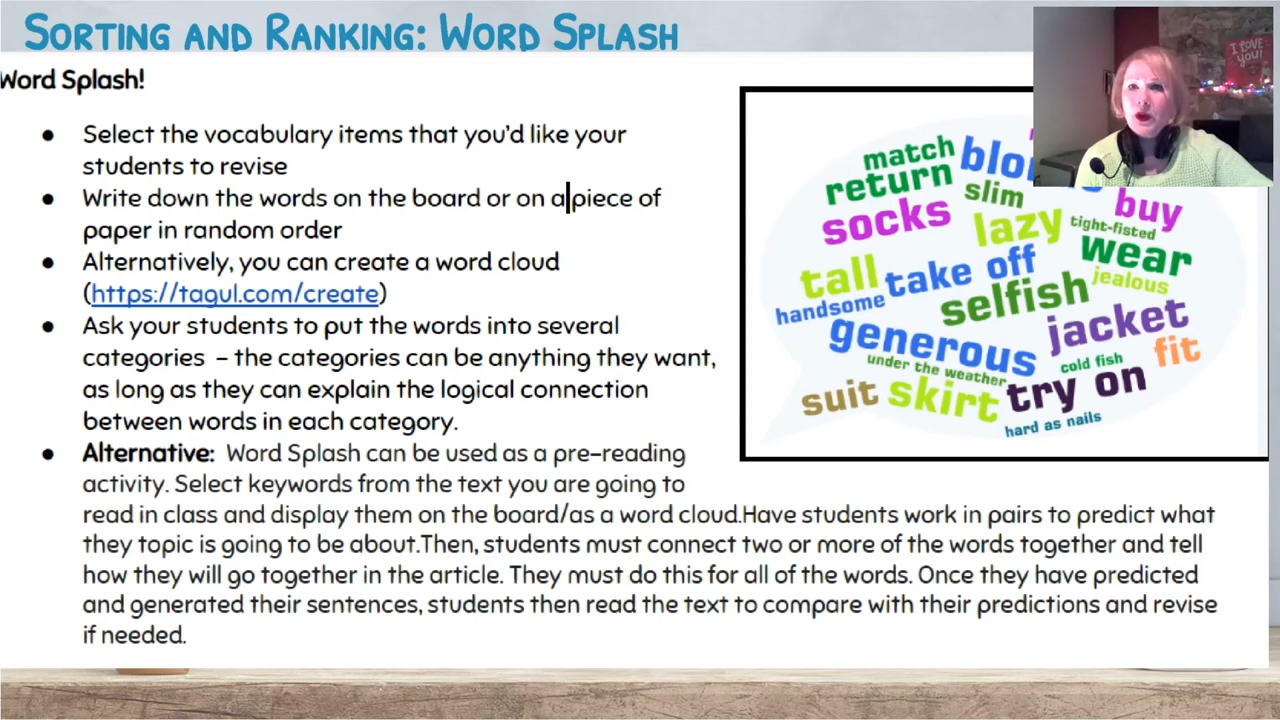 Sorting and Ranking: Word Splash
Word Splash!
● Select the vocabulary items that you'd like your
students to revise
● Write down the words on the board or on a piece of
paper in random order
● Alternatively, you can create a word cloud
(https://tagul.com/create)
● Ask your students to put the words into several
categories – the categories can be anything they want,
as long as they can explain the logical connection
between words in each category.
● Alternative: Word Splash can be used as a pre-reading
activity. Select keywords from the text you are going to
read in class and display them on the board/as a word cloud.Have students work in pairs to predict what
they topic is going to be about.Then, students must connect two or more of the words together and tell
how they will go together in the article. They must do this for all of the words. Once they have predicted
and generated their sentences, students then read the text to compare with their predictions and revise
if needed.
match
return
slim
buy
socks
lazy
tight-fisted
wear
tall
take off
jealous
handsome
selfish
jacket
generous
fit
under the weather
cold fish
suit
skirt
try on
hard as nails
I LOVE
you!